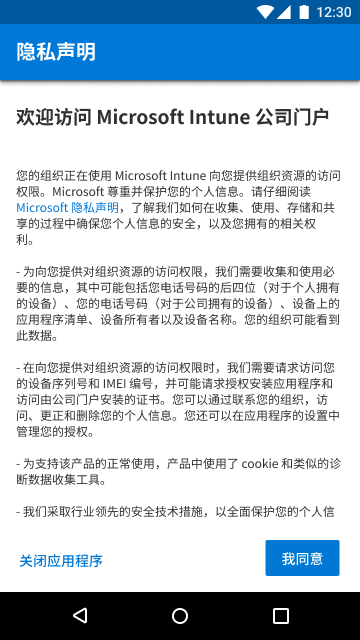 12:30
隐私声明
欢迎访问 Microsoft Intune 公司门户
您的组织正在使用 Microsoft Intune 向您提供组织资源的访问
权限。Microsoft 尊重并保护您的个人信息。请仔细阅读
Microsoft 隐私声明，了解我们如何在收集、使用、存储和共
享的过程中确保您个人信息的安全，以及您拥有的相关权
利。
- 为向您提供对组织资源的访问权限，我们需要收集和使用必
要的信息，其中可能包括您电话号码的后四位（对于个人拥有
的设备）、您的电话号码（对于公司拥有的设备）、设备上的
应用程序清单、设备所有者以及设备名称。您的组织可能看到
此数据。
- 在向您提供对组织资源的访问权限时，我们需要请求访问您
的设备序列号和 IMEI 编号，并可能请求授权安装应用程序和
访问由公司门户安装的证书。您可以通过联系您的组织，访
问、更正和删除您的个人信息。您还可以在应用程序的设置中
管理您的授权。
- 为支持该产品的正常使用，产品中使用了 cookie 和类似的诊
断数据收集工具。
- 我们采取行业领先的安全技术措施，以全面保护您的个人信
关闭应用程序
我同意